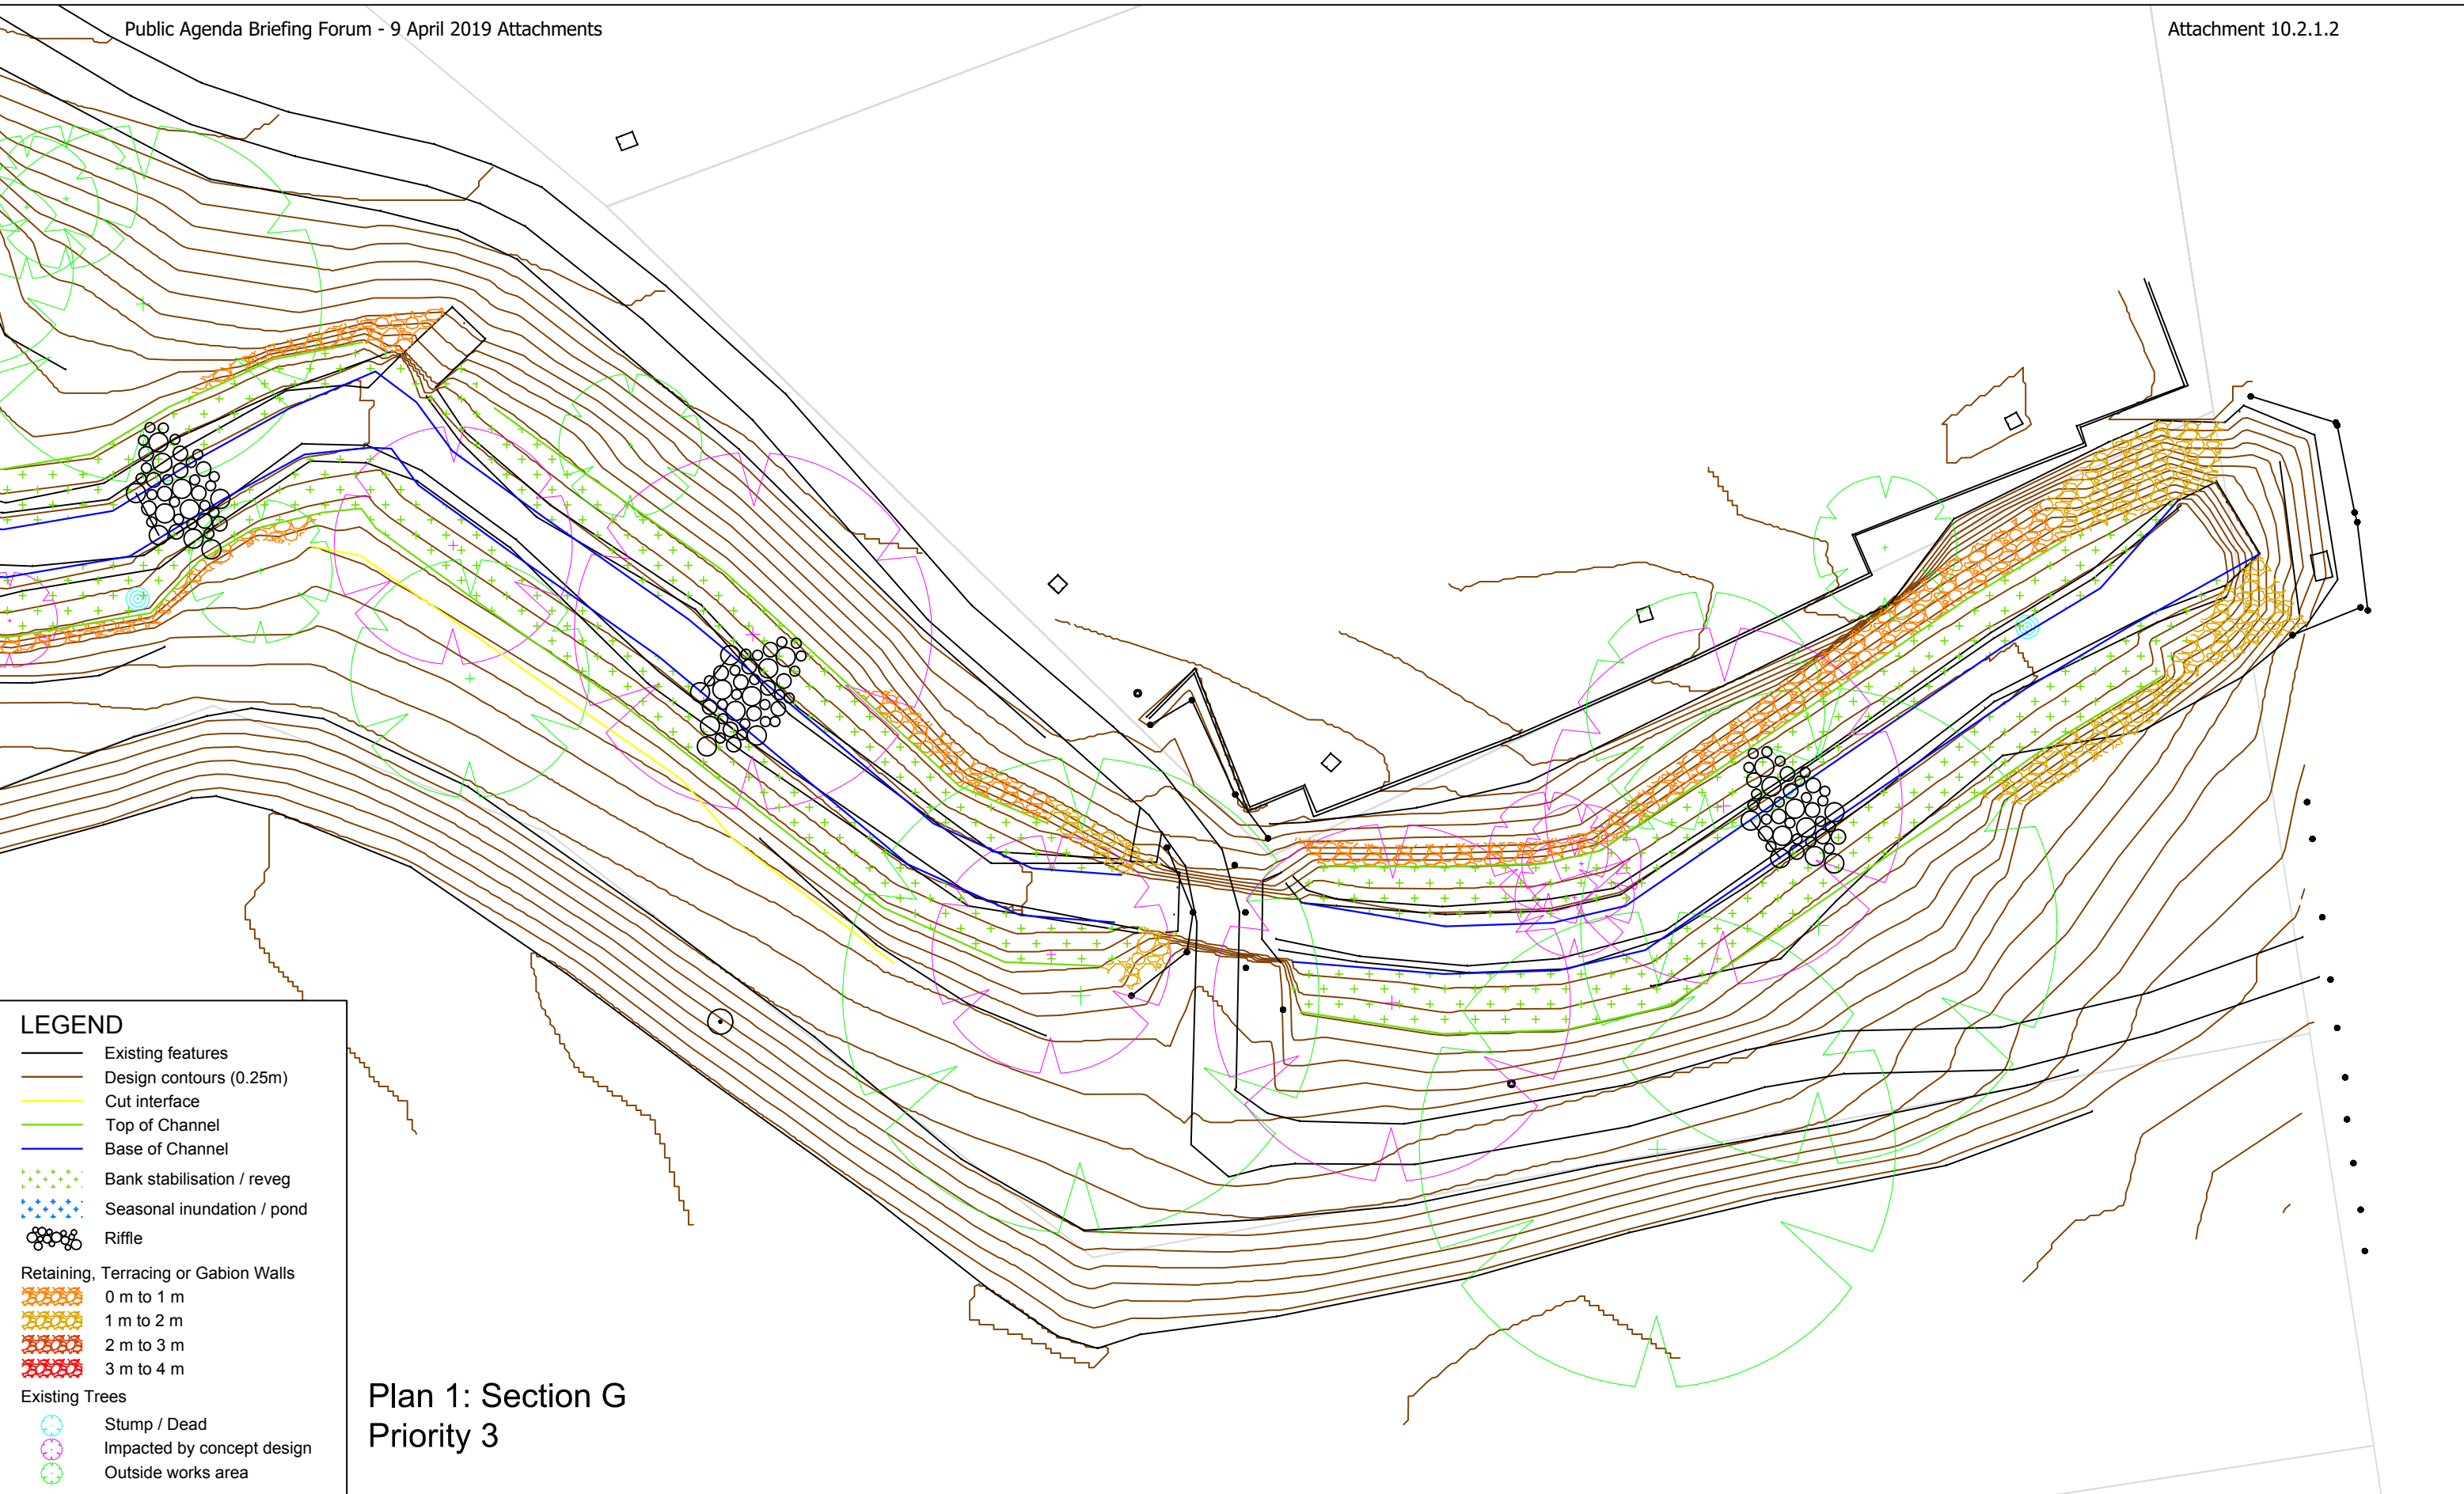 Public Agenda Briefing Forum - 9 April 2019 Attachments
Attachment 10.2.1.2
LEGEND
Existing features
Design contours (0.25m)
Cut interface
Top of Channel
Base of Channel
Bank stabilisation / reveg
Seasonal inundation / pond
Riffle
Retaining, Terracing or Gabion Walls
0 m to 1 m
1 m to 2 m
2 m to 3 m
3 m to 4 m
Existing Trees
Stump / Dead
Impacted by concept design
Outside works area
Plan 1: Section G
Priority 3